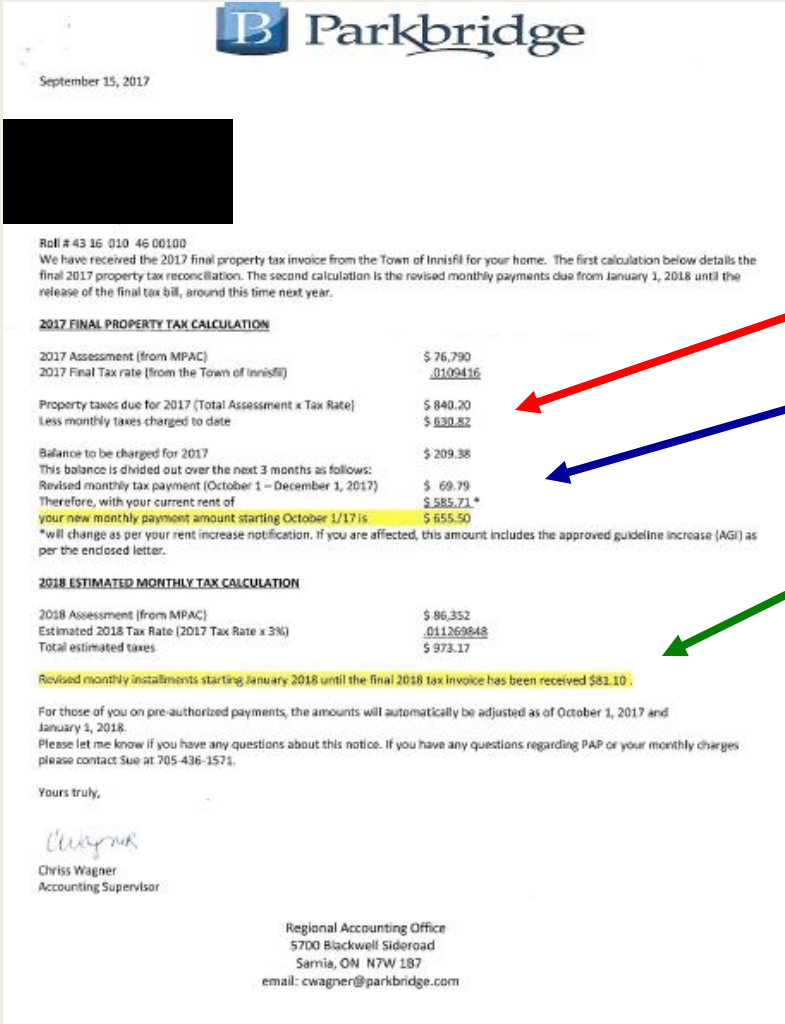 B Parkbridge
September 15, 2017
Roll # 43 16 010 46 00100
We have received the 2017 final property tax invoice from the Town of Innisfil for your home. The first calculation below details the
final 2017 property tax reconciliation. The second calculation is the revised monthly payments due from January 1, 2018 until the
release of the final tax bill, around this time next year.
2017 FINAL PROPERTY TAX CALCULATION
2017 Assessment (from MPAC) $ 76,790
2017 Final Tax rate (from the Town of Innisfil) .0109416
Property taxes due for 2017 (Total Assessment x Tax Rate) $ 840.20
Less monthly taxes charged to date $ 630.82
Balance to be charged for 2017 $ 209.38
This balance is divided out over the next 3 months as follows:
Revised monthly tax payment (October 1 – December 1, 2017) $ 69.79
Therefore, with your current rent of $ 585.71 *
your new monthly payment amount starting October 1/17 is $ 655.50
*will change as per your rent increase notification. If you are affected, this amount includes the approved guideline increase (AGI) as
per the enclosed letter.
2018 ESTIMATED MONTHLY TAX CALCULATION
2018 Assessment (from MPAC) $ 86,352
Estimated 2018 Tax Rate (2017 Tax Rate x 3%) .011269848
Total estimated taxes $ 973.17
Revised monthly installments starting January 2018 until the final 2018 tax invoice has been received $81.10 .
For those of you on pre-authorized payments, the amounts will automatically be adjusted as of October 1, 2017 and
January 1, 2018.
Please let me know if you have any questions about this notice. If you have any questions regarding PAP or your monthly charges
please contact Sue at 705-436-1571.
Yours truly,
CWagner
Chriss Wagner
Accounting Supervisor
Regional Accounting Office
5700 Blackwell Sideroad
Sarnia, ON N7W 1B7
email: cwagner@parkbridge.com